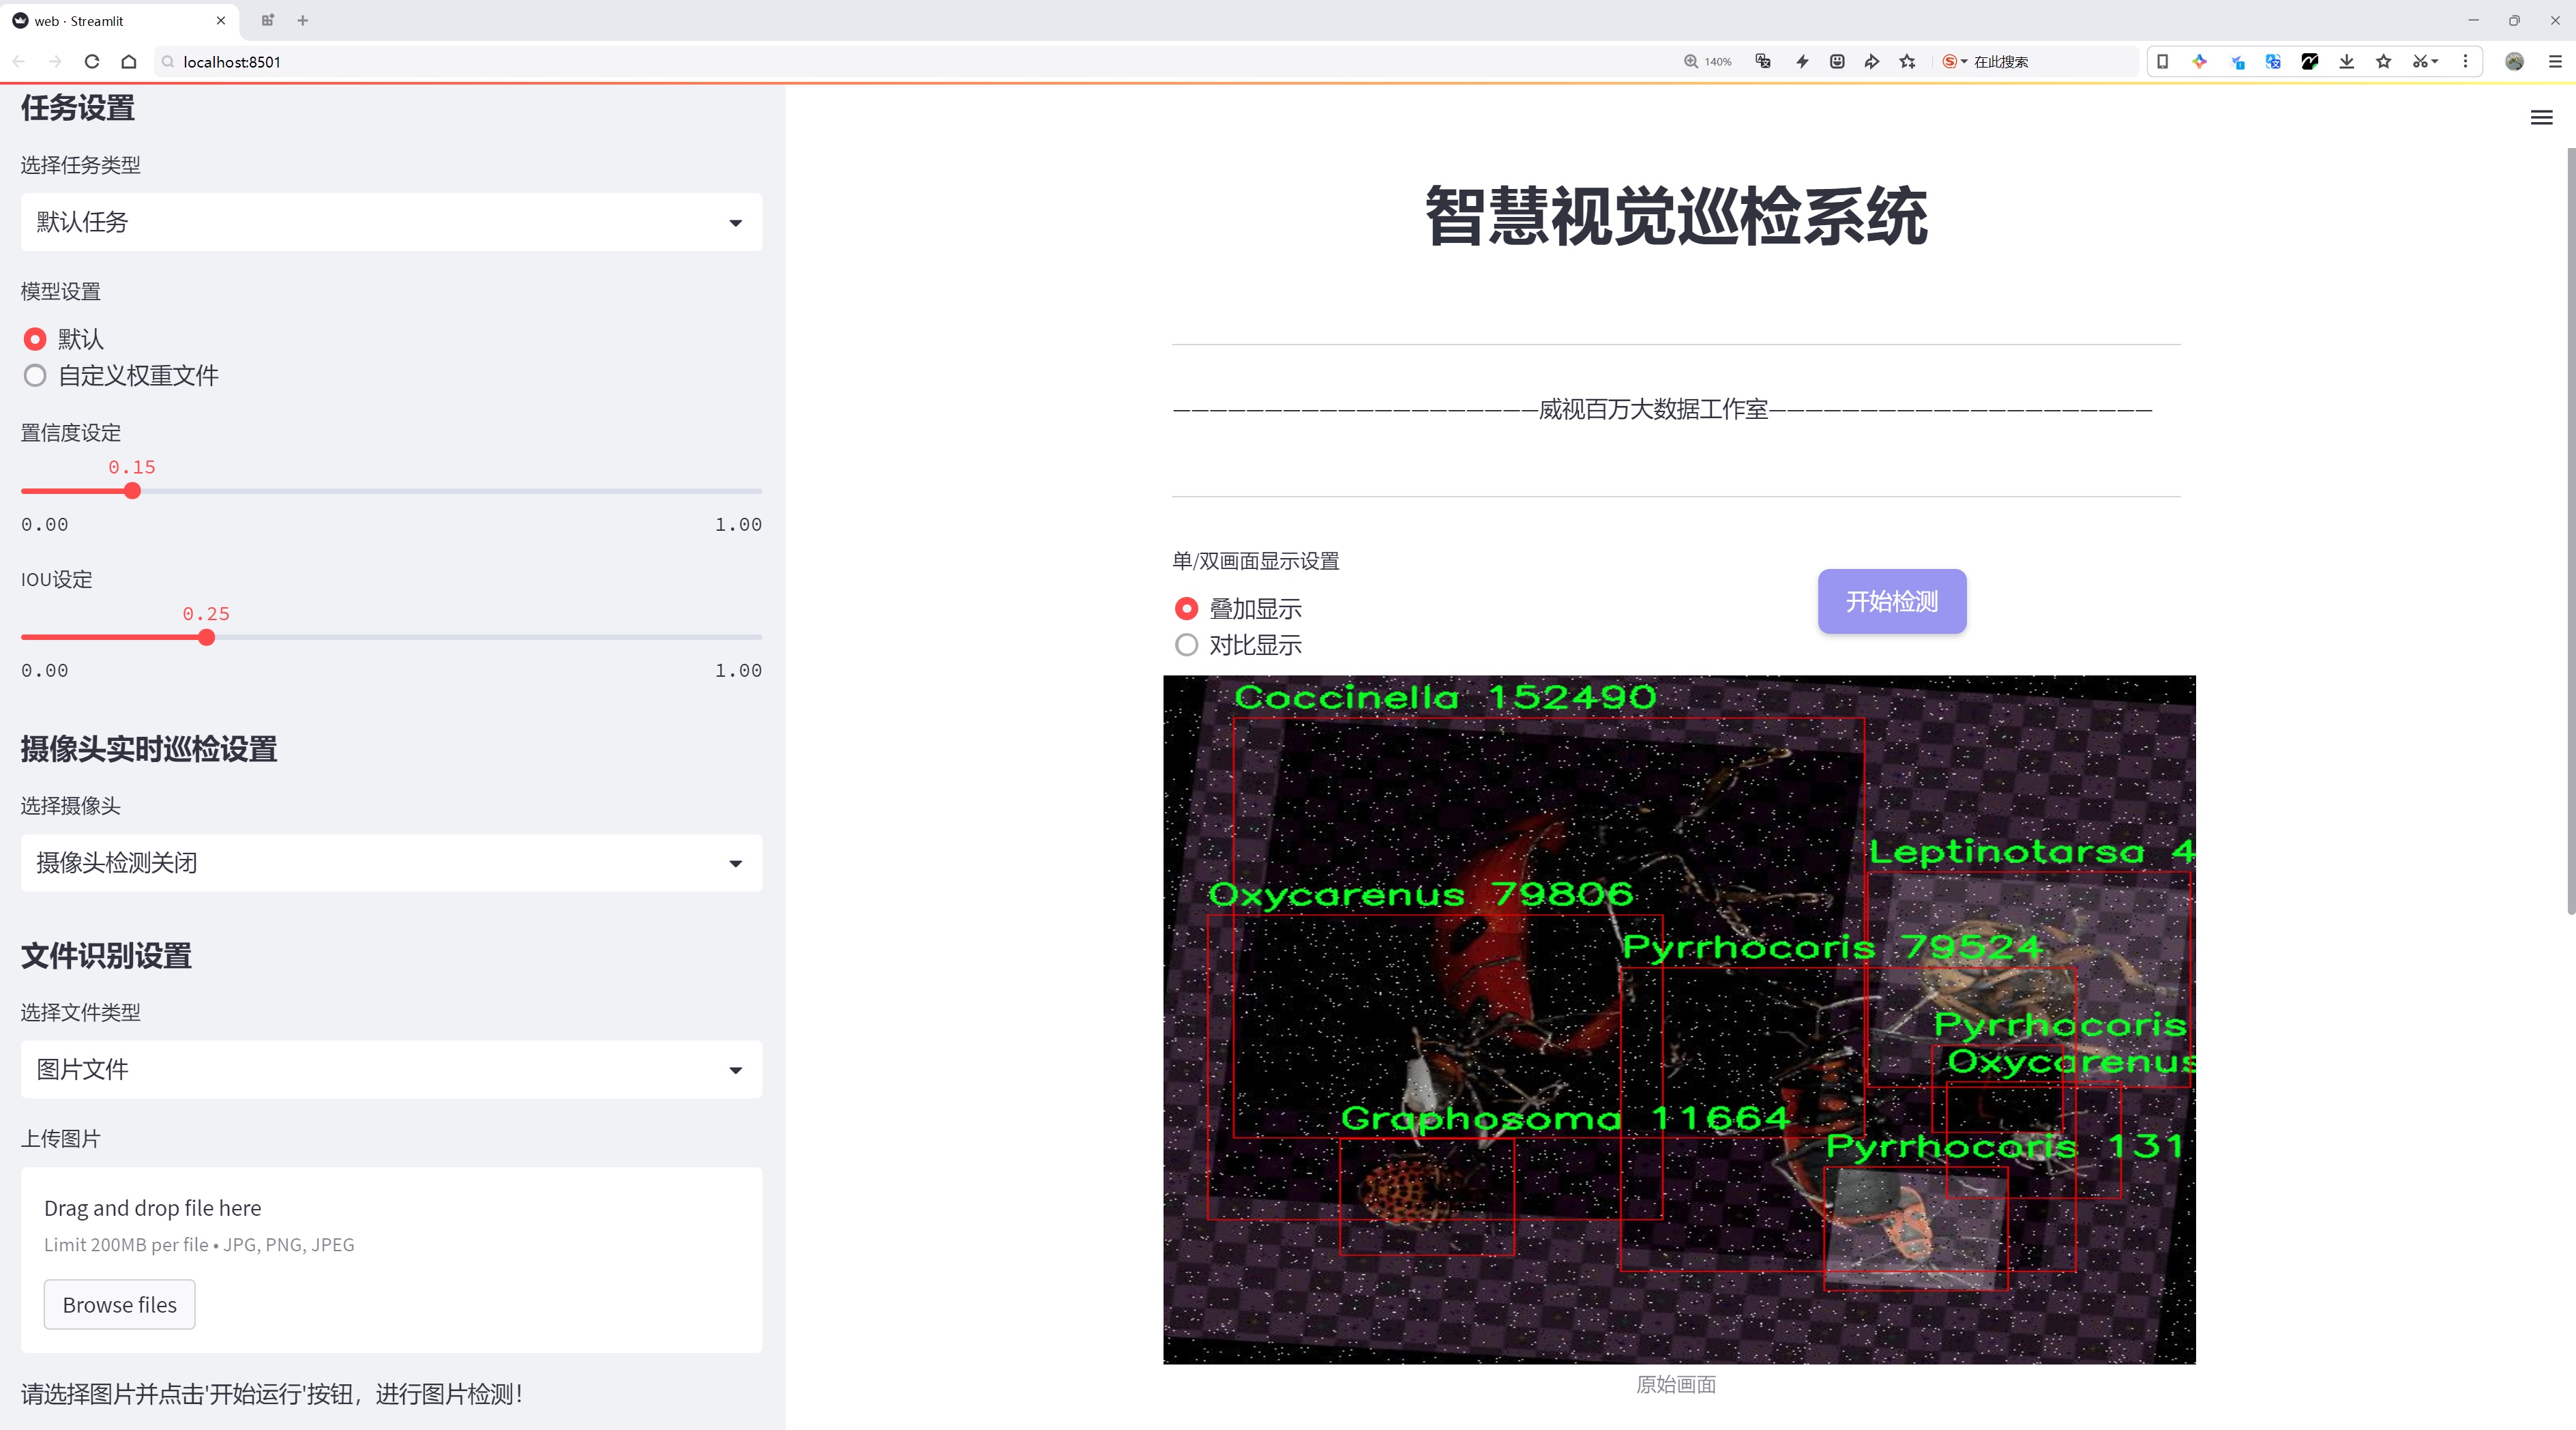 web · Streamlit
localhost:8501
140%
在此搜索
任务设置
选择任务类型
默认任务
模型设置
默认
自定义权重文件
置信度设定
0.15
0.00
1.00
IOU设定
0.25
0.00
1.00
摄像头实时巡检设置
选择摄像头
摄像头检测关闭
文件识别设置
选择文件类型
图片文件
上传图片
Drag and drop file here
Limit 200MB per file • JPG, PNG, JPEG
Browse files
请选择图片并点击'开始运行'按钮，进行图片检测！
智慧视觉巡检系统
————————————————————威视百万大数据工作室—————————————————————
单/双画面显示设置
叠加显示
对比显示
开始检测
Coccinella 152490
Leptinotarsa 4
Oxycarenus 79806
Pyrrhocoris 79524
Pyrrhocoris
Oxycarenus
Graphosoma 11664
Pyrrhocoris 131
原始画面